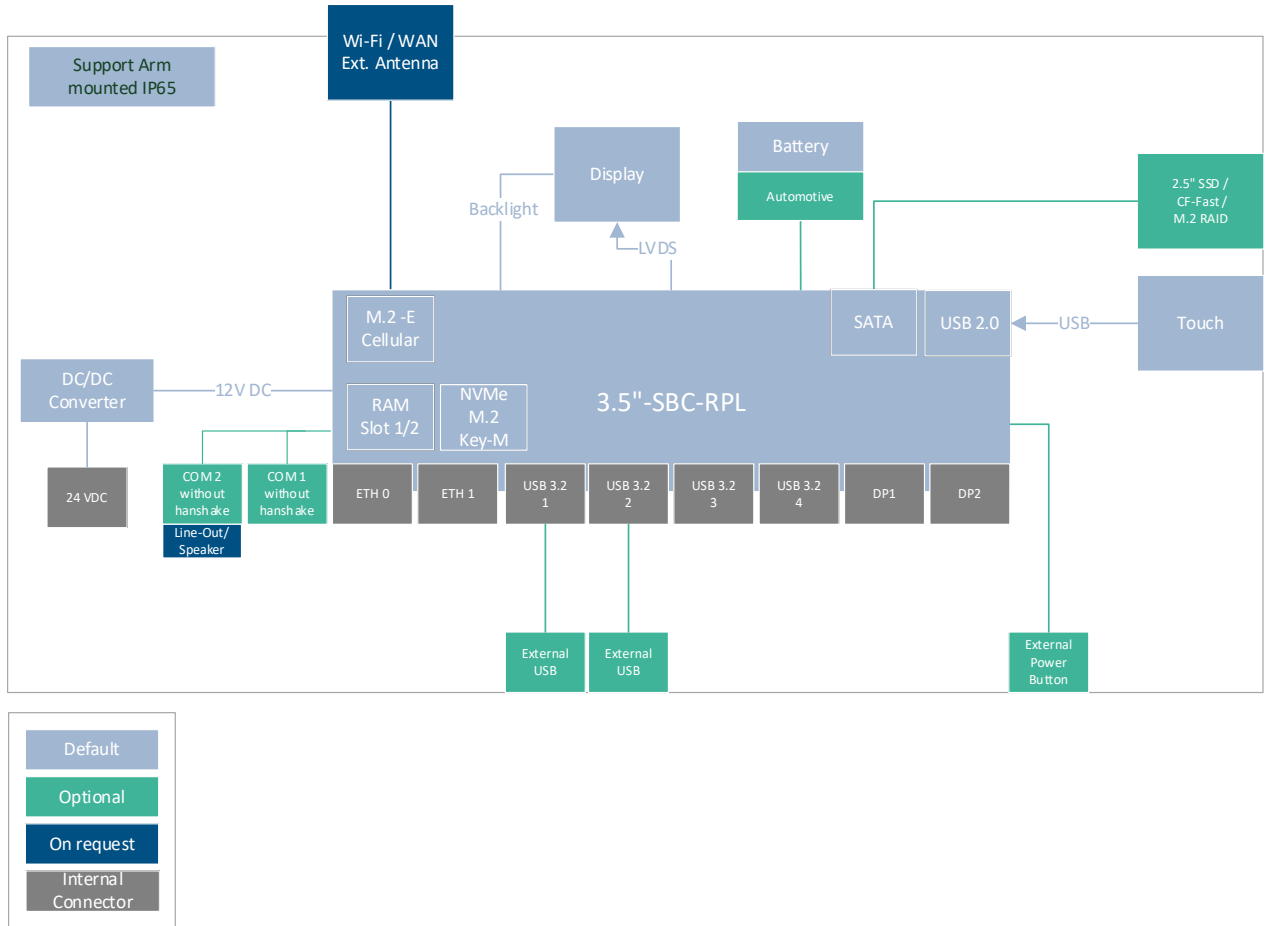 Wi-Fi / WAN
Ext. Antenna
Support Arm
mounted IP65
Display
Battery
Automotive
2.5" SSD /
CF-Fast /
M.2 RAID
Backlight
LVDS
M.2 -E
Cellular
SATA
USB 2.0
USB
Touch
DC/DC
Converter
12V DC
RAM
Slot 1/2
NVMe
M.2
Key-M
3.5"-SBC-RPL
24 VDC
COM 2
without
hanshake
Line-Out/
Speaker
COM 1
without
hanshake
ETH 0
ETH 1
USB 3.2
1
USB 3.2
2
USB 3.2
3
USB 3.2
4
DP1
DP2
External
USB
External
USB
External
Power
Button
Default
Optional
On request
Internal
Connector